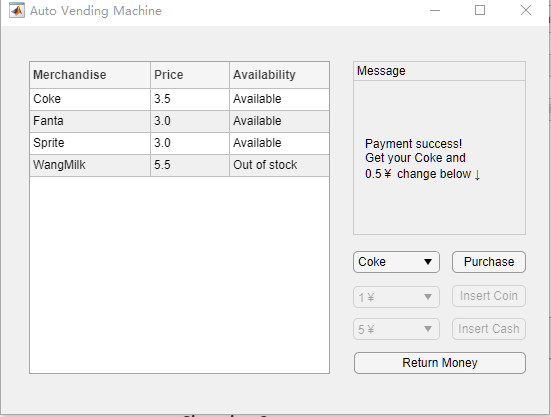 Auto Vending Machine
Merchandise Price Availability
Coke 3.5 Available
Fanta 3.0 Available
Sprite 3.0 Available
WangMilk 5.5 Out of stock
Message
Payment success!
Get your Coke and
0.5￥ change below ↓
Coke Purchase
1￥ Insert Coin
5￥ Insert Cash
Return Money